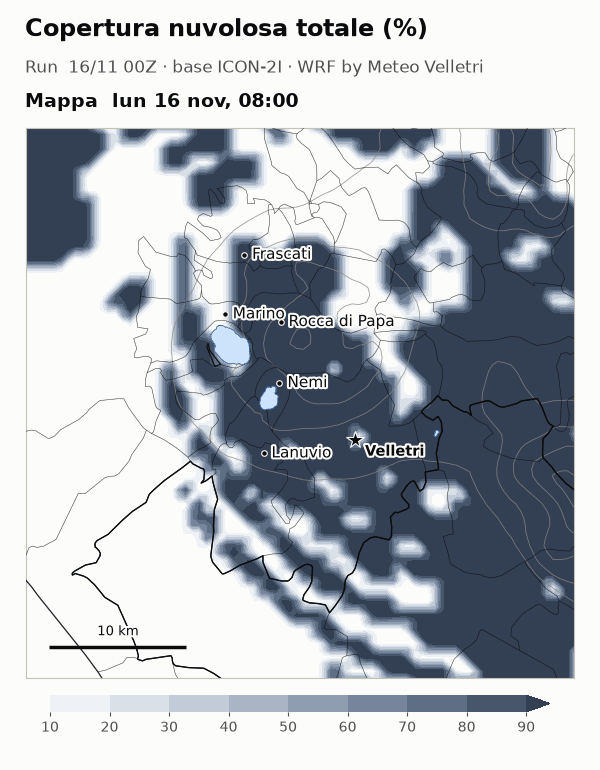 Copertura nuvolosa totale (%)
Run  16/11 00Z · base ICON-2I · WRF by Meteo Velletri
Mappa  lun 16 nov, 08:00
Frascati
Marino
Rocca di Papa
Nemi
Velletri
Lanuvio
10 km
10 20 30 40 50 60 70 80 90